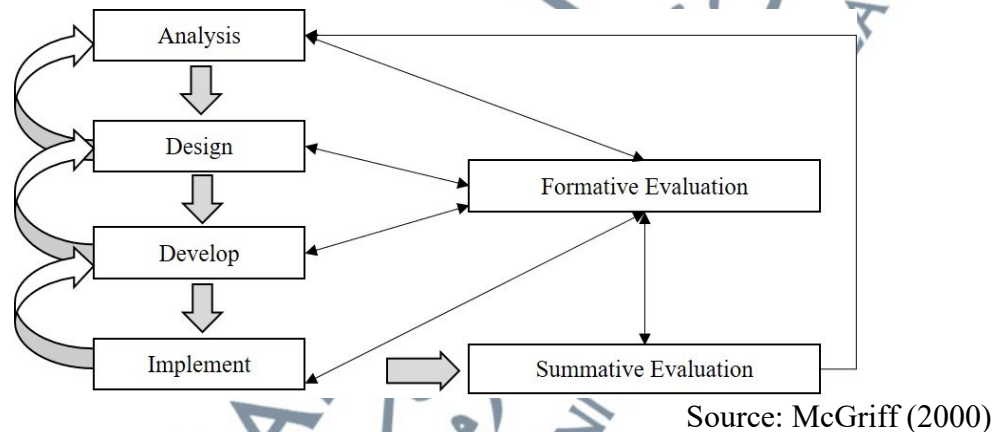 Analysis
Design
Formative Evaluation
Develop
Implement
Summative Evaluation
Source: McGriff (2000)